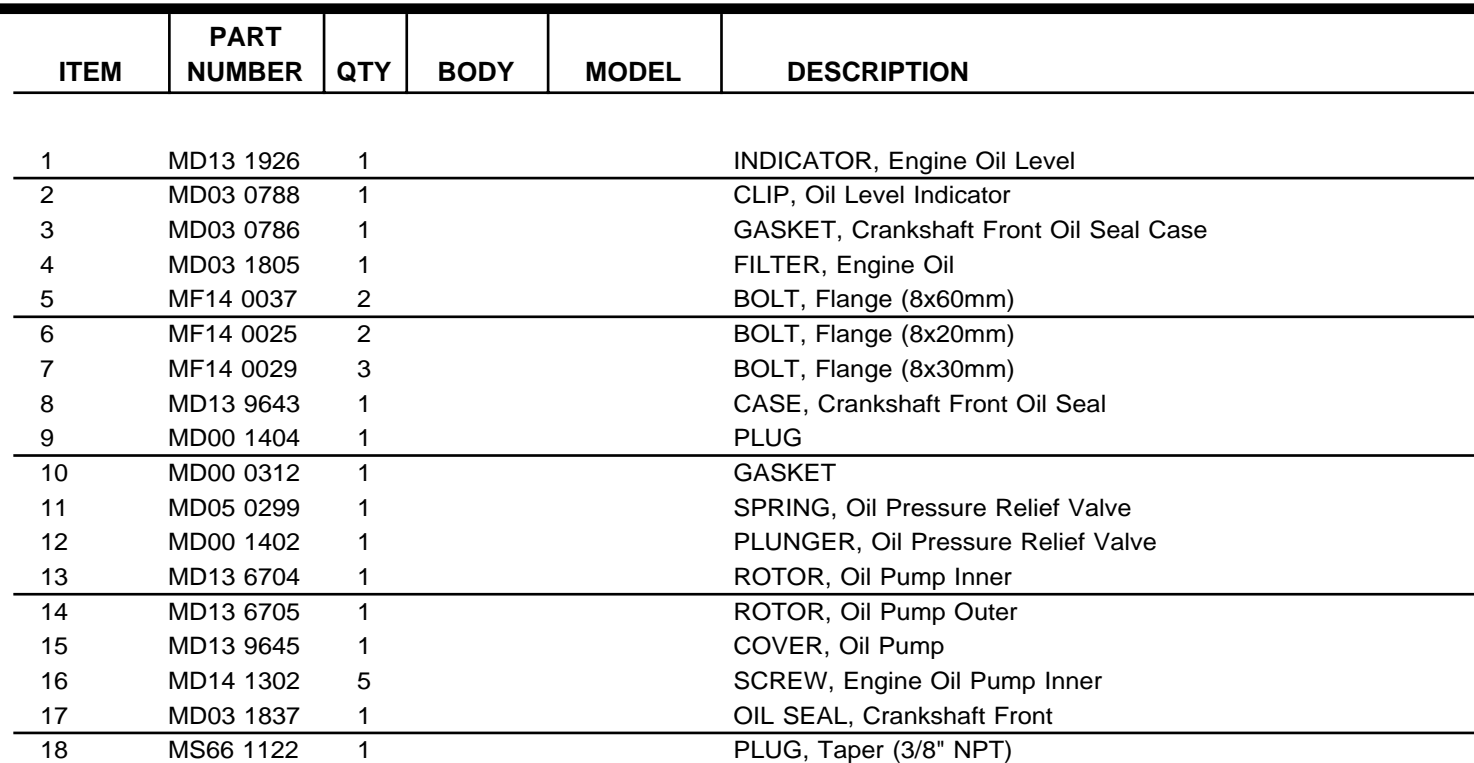 PART
ITEM NUMBER QTY BODY MODEL DESCRIPTION
1 MD13 1926 1 INDICATOR, Engine Oil Level
2 MD03 0788 1 CLIP, Oil Level Indicator
3 MD03 0786 1 GASKET, Crankshaft Front Oil Seal Case
4 MD03 1805 1 FILTER, Engine Oil
5 MF14 0037 2 BOLT, Flange (8x60mm)
6 MF14 0025 2 BOLT, Flange (8x20mm)
7 MF14 0029 3 BOLT, Flange (8x30mm)
8 MD13 9643 1 CASE, Crankshaft Front Oil Seal
9 MD00 1404 1 PLUG
10 MD00 0312 1 GASKET
11 MD05 0299 1 SPRING, Oil Pressure Relief Valve
12 MD00 1402 1 PLUNGER, Oil Pressure Relief Valve
13 MD13 6704 1 ROTOR, Oil Pump Inner
14 MD13 6705 1 ROTOR, Oil Pump Outer
15 MD13 9645 1 COVER, Oil Pump
16 MD14 1302 5 SCREW, Engine Oil Pump Inner
17 MD03 1837 1 OIL SEAL, Crankshaft Front
18 MS66 1122 1 PLUG, Taper (3/8" NPT)